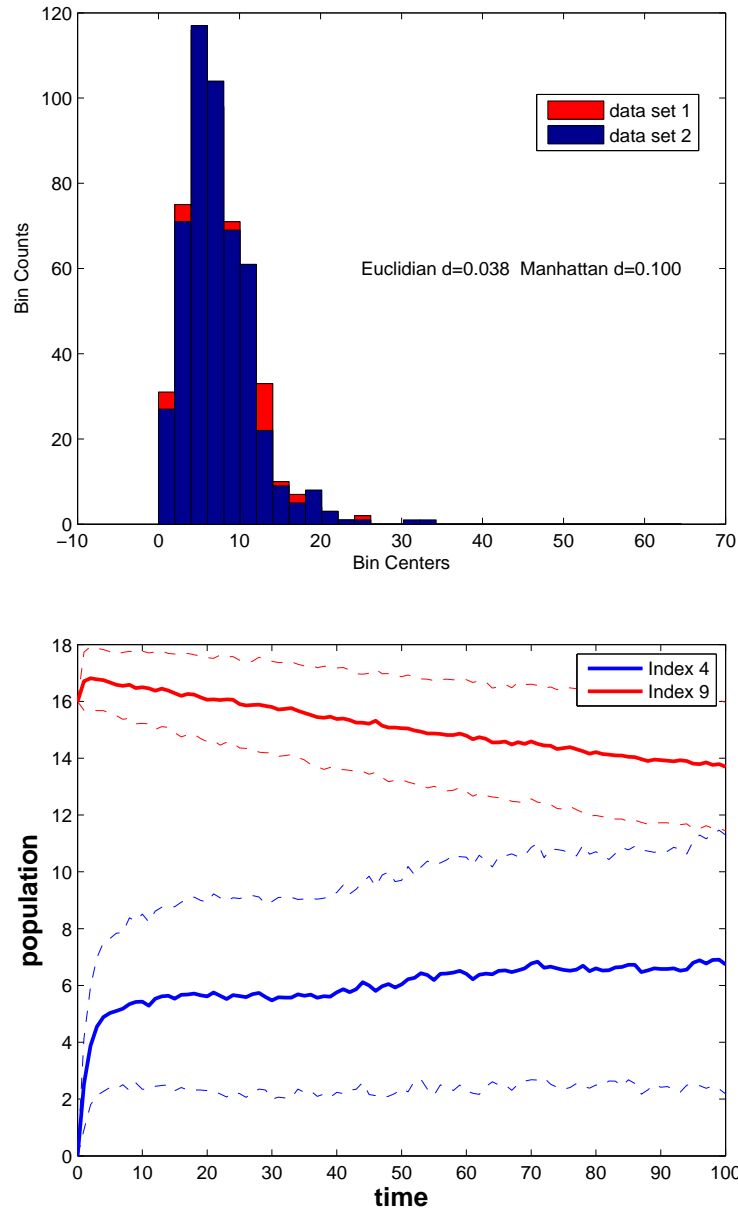 120
100
80
60
40
20
0
Bin Counts
data set 1
data set 2
Euclidian d=0.038 Manhattan d=0.100
−10 0 10 20 30 40 50 60 70
Bin Centers
18
16
14
12
10
8
6
4
2
0
population
Index 4
Index 9
0 10 20 30 40 50 60 70 80 90 100
time